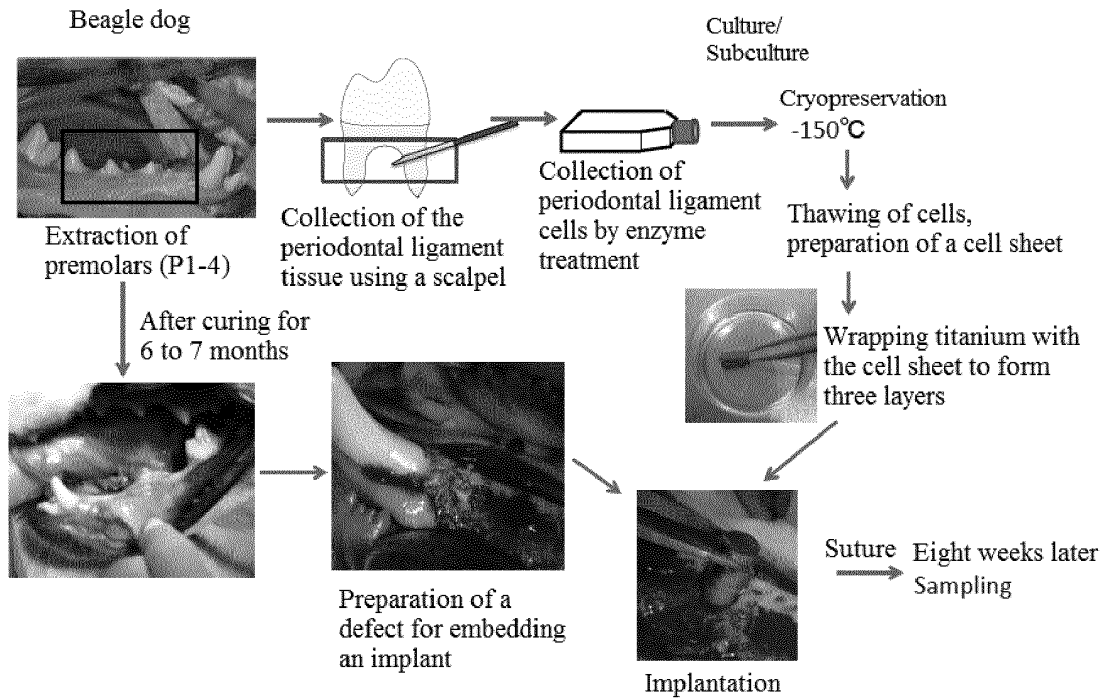 Beagle dog
Extraction of
premolars (P1-4)
Collection of the
periodontal ligament
tissue using a scalpel
Collection of
periodontal ligament
cells by enzyme
treatment
Culture/
Subculture
Cryopreservation
-150℃
Thawing of cells,
preparation of a cell sheet
Wrapping titanium with
the cell sheet to form
three layers
After curing for
6 to 7 months
Preparation of a
defect for embedding
an implant
Implantation
Suture
Eight weeks later
Sampling